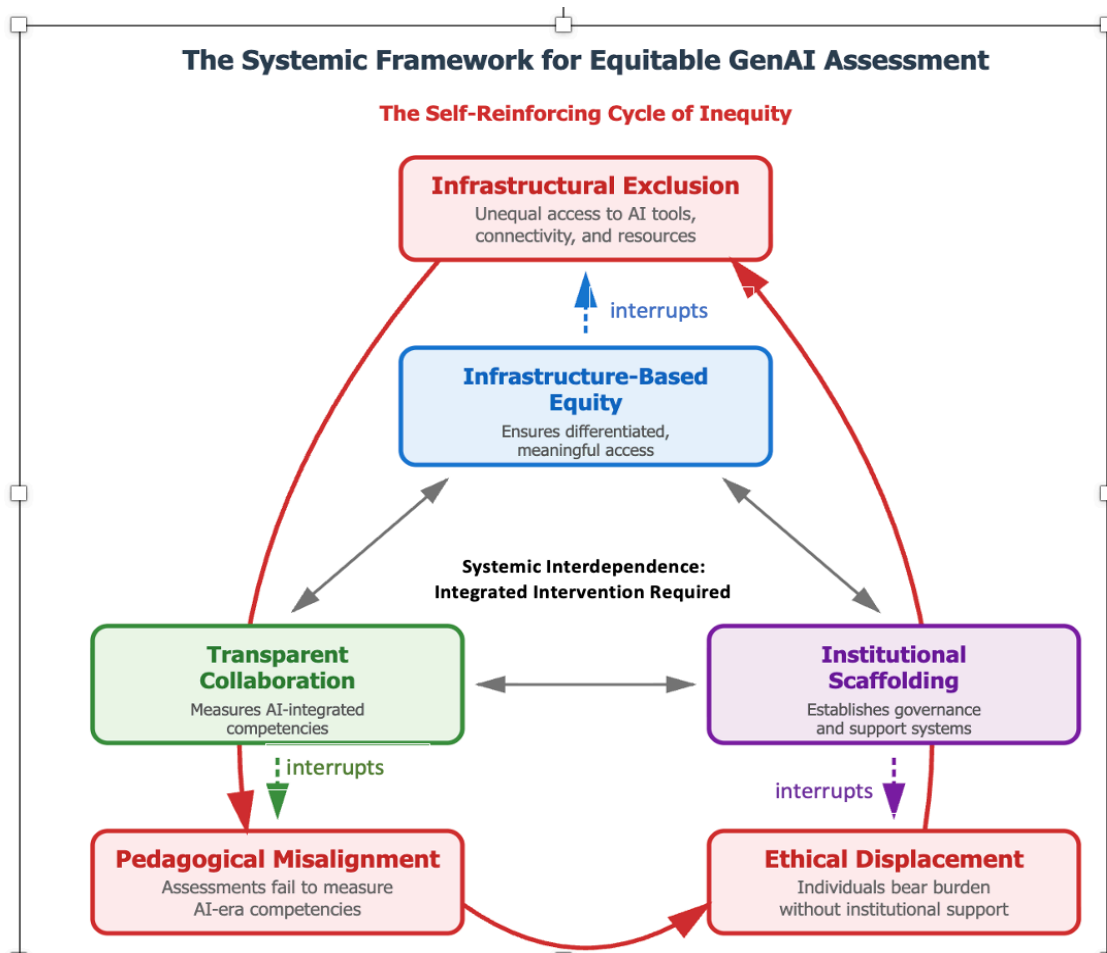 The Systemic Framework for Equitable GenAI Assessment
The Self-Reinforcing Cycle of Inequity
Infrastructural Exclusion
Unequal access to AI tools,
connectivity, and resources
interrupts
Infrastructure-Based
Equity
Ensures differentiated,
meaningful access
Systemic Interdependence:
Integrated Intervention Required
Transparent
Collaboration
Measures AI-integrated
competencies
Institutional
Scaffolding
Establishes governance
and support systems
interrupts
interrupts
Pedagogical Misalignment
Assessments fail to measure
AI-era competencies
Ethical Displacement
Individuals bear burden
without institutional support